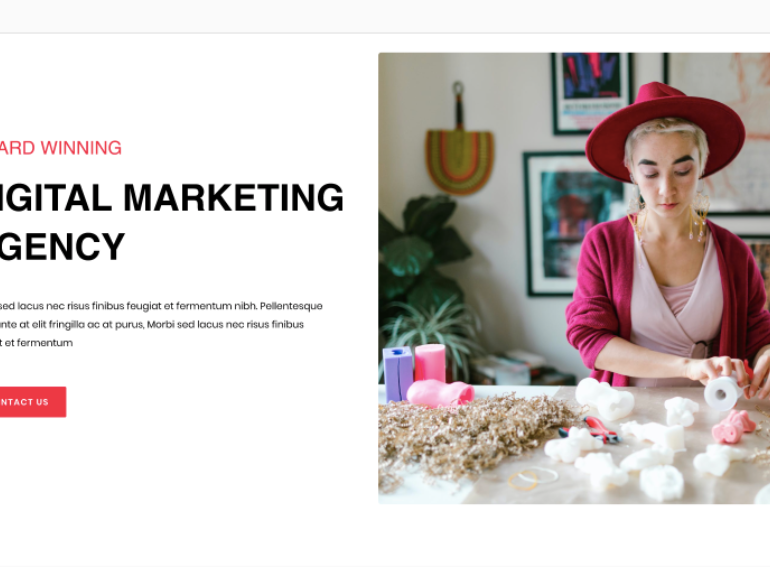 ARD WINNING
IGITAL MARKETING
GENCY
sed lacus nec risus finibus feugiat et fermentum nibh. Pellentesque
nte at elit fringilla ac at purus, Morbi sed lacus nec risus finibus
t et fermentum
NTACT US